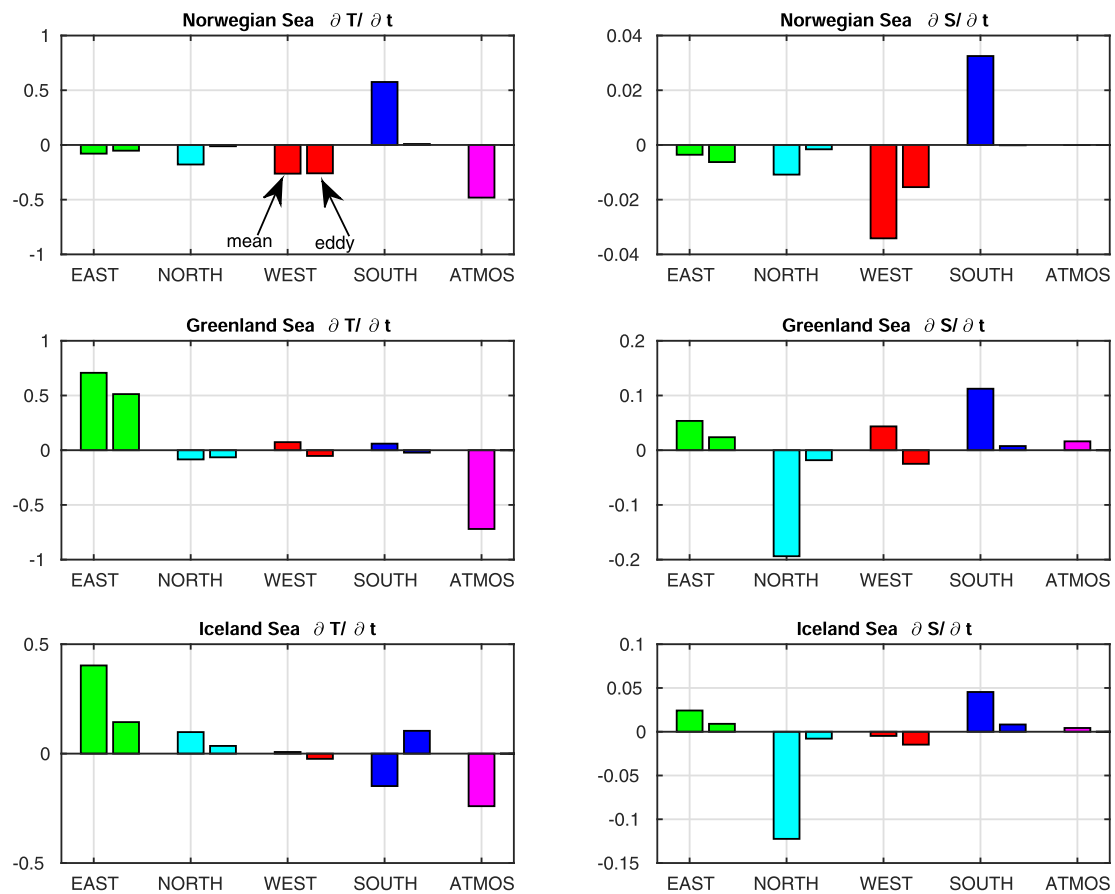 Norwegian Sea ∂ T/ ∂ t
1
0.5
0
-0.5
-1
mean
eddy
EAST NORTH WEST SOUTH ATMOS
Norwegian Sea ∂ S/ ∂ t
0.04
0.02
0
-0.02
-0.04
EAST NORTH WEST SOUTH ATMOS
Greenland Sea ∂ T/ ∂ t
1
0.5
0
-0.5
-1
EAST NORTH WEST SOUTH ATMOS
Greenland Sea ∂ S/ ∂ t
0.2
0.1
0
-0.1
-0.2
EAST NORTH WEST SOUTH ATMOS
Iceland Sea ∂ T/ ∂ t
0.5
0
-0.5
EAST NORTH WEST SOUTH ATMOS
Iceland Sea ∂ S/ ∂ t
0.1
0.05
0
-0.05
-0.1
-0.15
EAST NORTH WEST SOUTH ATMOS